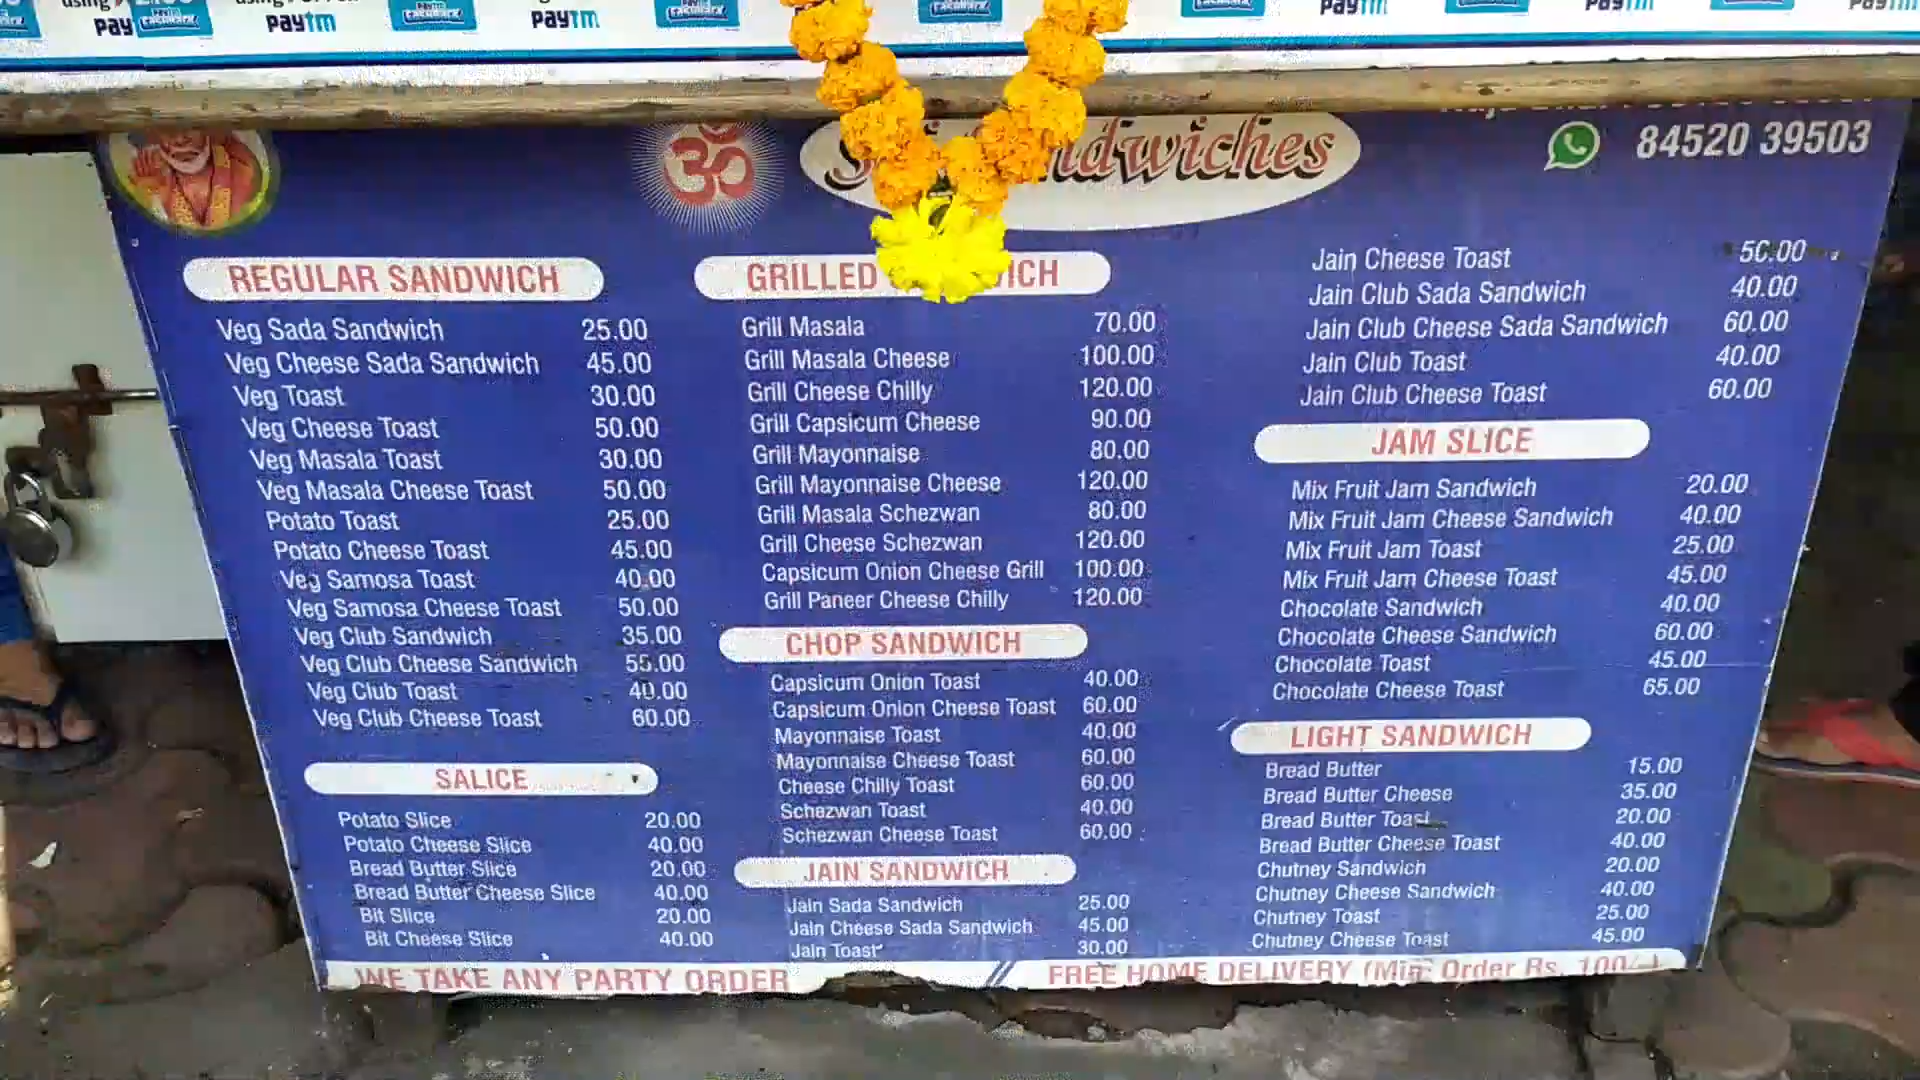 using
paytm
paytm
paytm
paytm
paytm
paytm
ॐ
84520 39503
REGULAR SANDWICH
Veg Sada Sandwich 25.00
Veg Cheese Sada Sandwich 45.00
Veg Toast 30.00
Veg Cheese Toast 50.00
Veg Masala Toast 30.00
Veg Masala Cheese Toast 50.00
Potato Toast 25.00
Potato Cheese Toast 45.00
Veg Samosa Toast 40.00
Veg Samosa Cheese Toast 50.00
Veg Club Sandwich 35.00
Veg Club Cheese Sandwich 55.00
Veg Club Toast 40.00
Veg Club Cheese Toast 60.00
SALICE
Potato Slice 20.00
Potato Cheese Slice 40.00
Bread Butter Slice 20.00
Bread Butter Cheese Slice 40.00
Bit Slice 20.00
Bit Cheese Slice 40.00
GRILLED
Grill Masala 70.00
Grill Masala Cheese 100.00
Grill Cheese Chilly 120.00
Grill Capsicum Cheese 90.00
Grill Mayonnaise 80.00
Grill Mayonnaise Cheese 120.00
Grill Masala Schezwan 80.00
Grill Cheese Schezwan 120.00
Capsicum Onion Cheese Grill 100.00
Grill Paneer Cheese Chilly 120.00
CHOP SANDWICH
Capsicum Onion Toast 40.00
Capsicum Onion Cheese Toast 60.00
Mayonnaise Toast 40.00
Mayonnaise Cheese Toast 60.00
Cheese Chilly Toast 60.00
Schezwan Toast 40.00
Schezwan Cheese Toast 60.00
JAIN SANDWICH
Jain Sada Sandwich 25.00
Jain Cheese Sada Sandwich 45.00
Jain Toast 30.00
Jain Cheese Toast 50.00
Jain Club Sada Sandwich 40.00
Jain Club Cheese Sada Sandwich 60.00
Jain Club Toast 40.00
Jain Club Cheese Toast 60.00
JAM SLICE
Mix Fruit Jam Sandwich 20.00
Mix Fruit Jam Cheese Sandwich 40.00
Mix Fruit Jam Toast 25.00
Mix Fruit Jam Cheese Toast 45.00
Chocolate Sandwich 40.00
Chocolate Cheese Sandwich 60.00
Chocolate Toast 45.00
Chocolate Cheese Toast 65.00
LIGHT SANDWICH
Bread Butter 15.00
Bread Butter Cheese 35.00
Bread Butter Toast 20.00
Bread Butter Cheese Toast 40.00
Chutney Sandwich 20.00
Chutney Cheese Sandwich 40.00
Chutney Toast 25.00
Chutney Cheese Toast 45.00
WE TAKE ANY PARTY ORDER // FREE HOME DELIVERY (Min. Order Rs. 100/-)